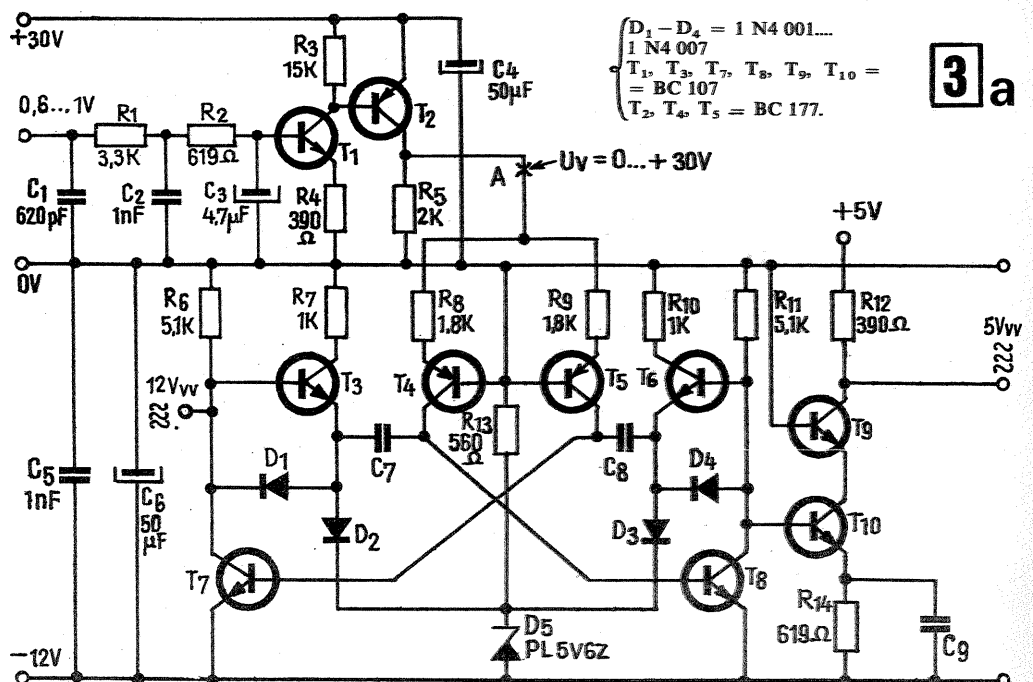 +30V
R3
15K
C4
50µF
T2
D1 – D4 = 1 N4 001....
1 N4 007
T1, T3, T7, T8, T9, T10 =
= BC 107
T2, T4, T5 = BC 177.
3a
0,6...1V
R1
3,3K
R2
619Ω
T1
A
Uv = 0...+30V
C1
620pF
C2
1nF
C3
4,7µF
R4
390
Ω
R5
2K
+5V
0V
R6
5,1K
R7
1K
R8
1,8K
R9
1,8K
R10
1K
R11
5,1K
R12
390Ω
5Vvv
12Vvv
T3
T4
T5
T6
R13
560
Ω
T9
C5
1nF
C6
50
µF
D1
C7
C8
D4
D2
D3
T10
T7
T8
D5
PL5V6Z
R14
619Ω
C9
–12V